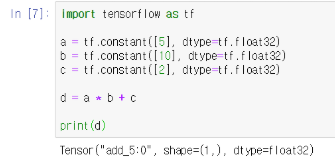 In [7]: import tensorflow as tf
a = tf.constant([5], dtype=tf.float32)
b = tf.constant([10], dtype=tf.float32)
c = tf.constant([2], dtype=tf.float32)
d = a * b + c
print(d)
Tensor("add_5:0", shape=(1,), dtype=float32)